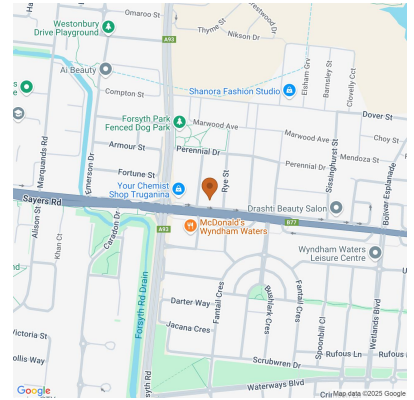 Omaroo St
Westonbury
Drive Playground
A93
Thyme St
Nikson Dr
Crestwood Dr
Ai Beauty
Compton St
Shanora Fashion Studio
Elsham Grv
Barnsley St
Clovelly Cct
Dover St
Forsyth Park
Fenced Dog Park
Marwood Ave
Marwood Ave
Choy St
Armour St
Perennial Dr
Perennial Dr
Mendoza St
Marquands Rd
Emerson Dr
Fortune St
Your Chemist
Shop Truganina
Rye St
Sissinghurst St
Bolivar Esplanade
Sayers Rd
Alison St
Khan Ct
Caradon Dr
Drashti Beauty Salon
B77
A93
McDonald's
Wyndham Waters
Wyndham Waters
Leisure Centre
Forsyth Rd Drain
Darter Way
Fantail Cres
Bushlark Cres
Fantail Cres
Spoonbill Cl
Wetlands Blvd
Jacana Cres
Rufous Ln
Victoria St
ollis Way
Scrubwren Dr
syth Rd
Waterways Blvd
Google
Map data ©2025 Google